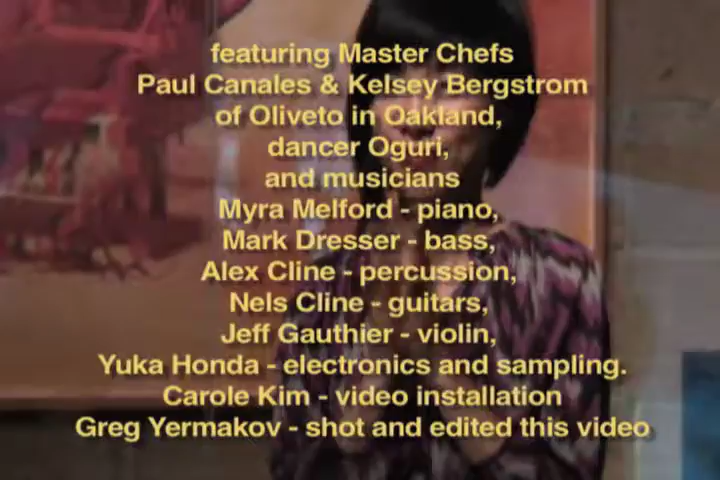 featuring Master Chefs
Paul Canales & Kelsey Bergstrom
of Oliveto in Oakland,
dancer Oguri,
and musicians
Myra Melford - piano,
Mark Dresser - bass,
Alex Cline - percussion,
Nels Cline - guitars,
Jeff Gauthier - violin,
Yuka Honda - electronics and sampling.
Carole Kim - video installation
Greg Yermakov - shot and edited this video